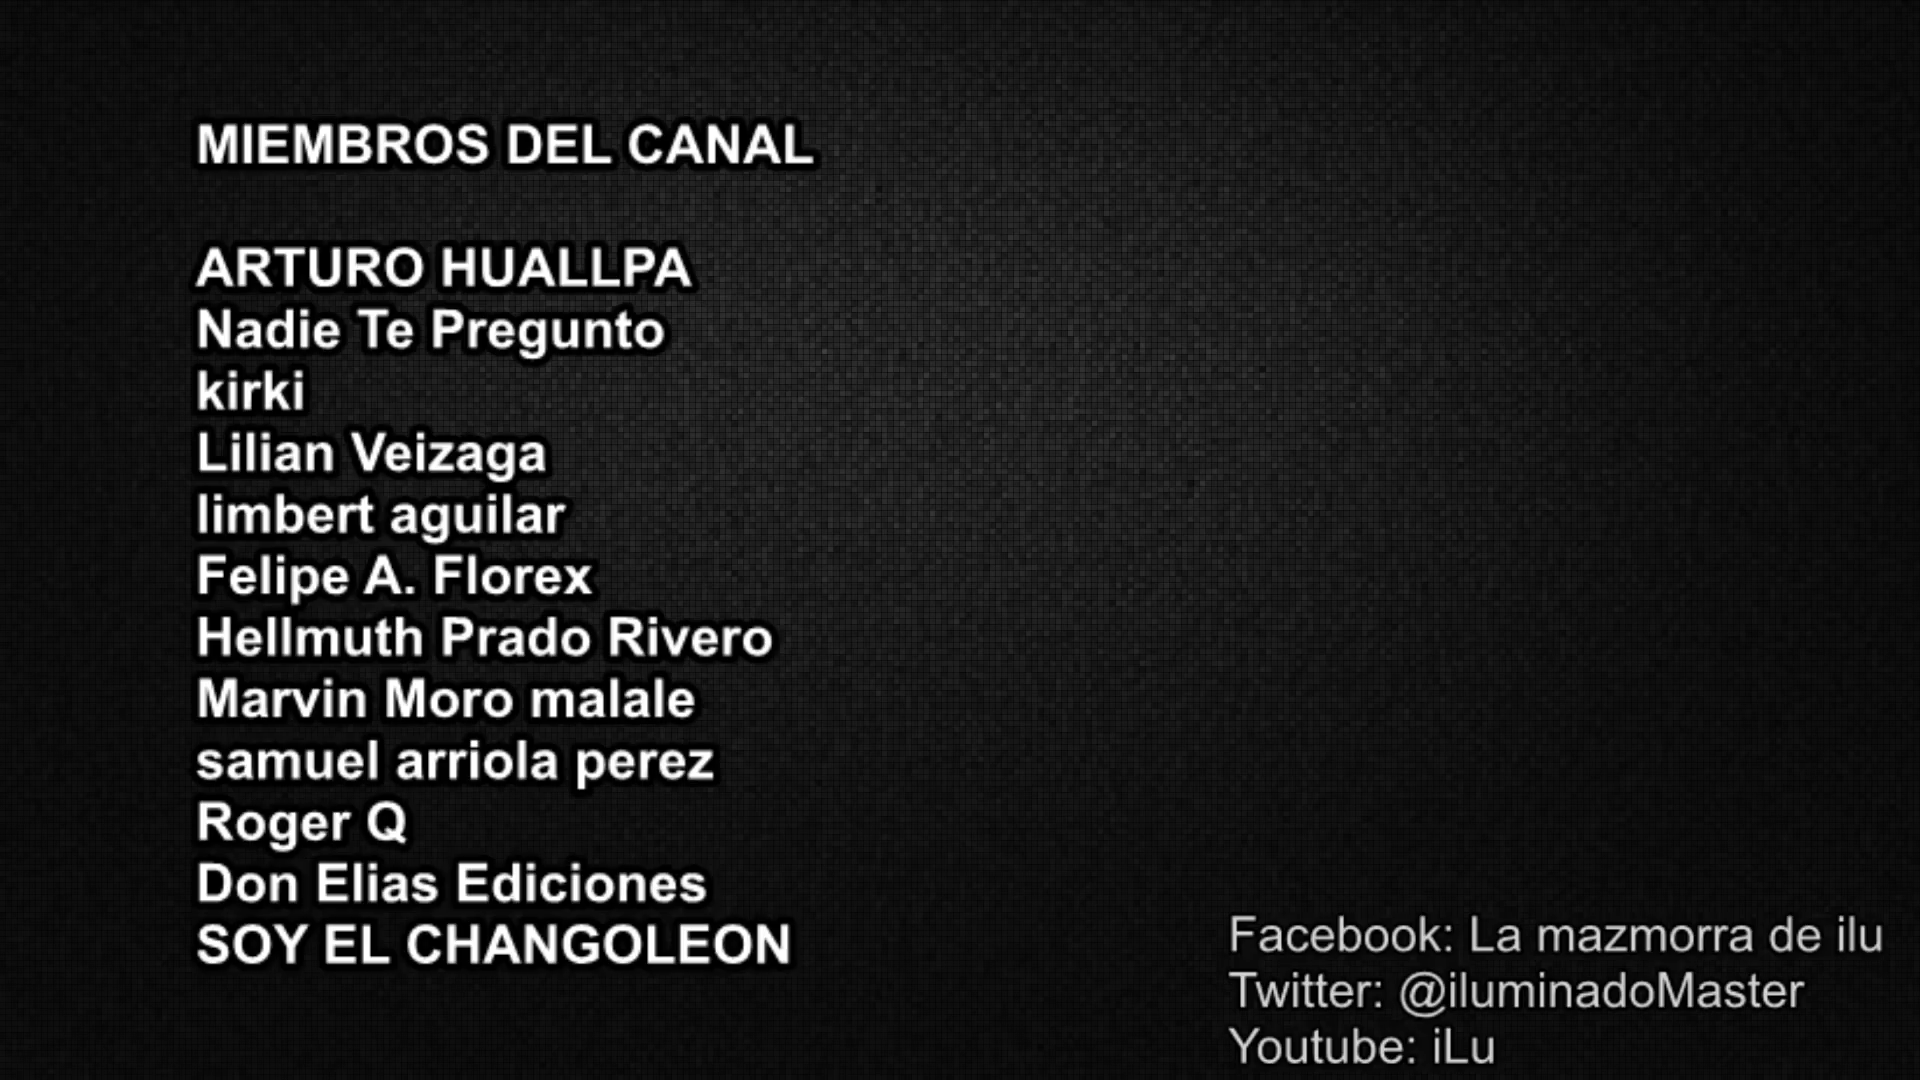 MIEMBROS DEL CANAL
ARTURO HUALLPA
Nadie Te Pregunto
kirki
Lilian Veizaga
limbert aguilar
Felipe A. Florex
Hellmuth Prado Rivero
Marvin Moro malale
samuel arriola perez
Roger Q
Don Elias Ediciones
SOY EL CHANGOLEON
Facebook: La mazmorra de ilu
Twitter: @iluminadoMaster
Youtube: iLu